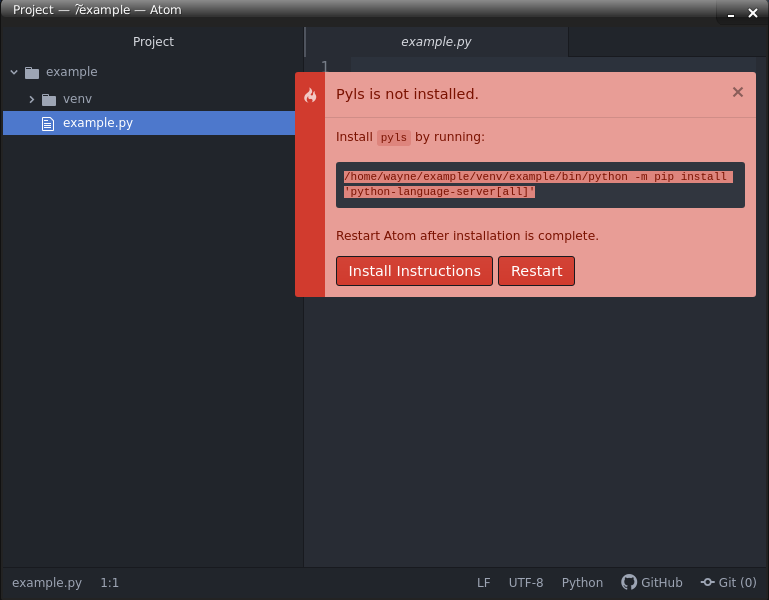 Project — ~/example — Atom
Project
example.py
example
venv
example.py
1
Pyls is not installed.
Install pyls by running:
/home/wayne/example/venv/example/bin/python -m pip install
'python-language-server[all]'
Restart Atom after installation is complete.
Install Instructions Restart
example.py 1:1 LF UTF-8 Python GitHub Git (0)